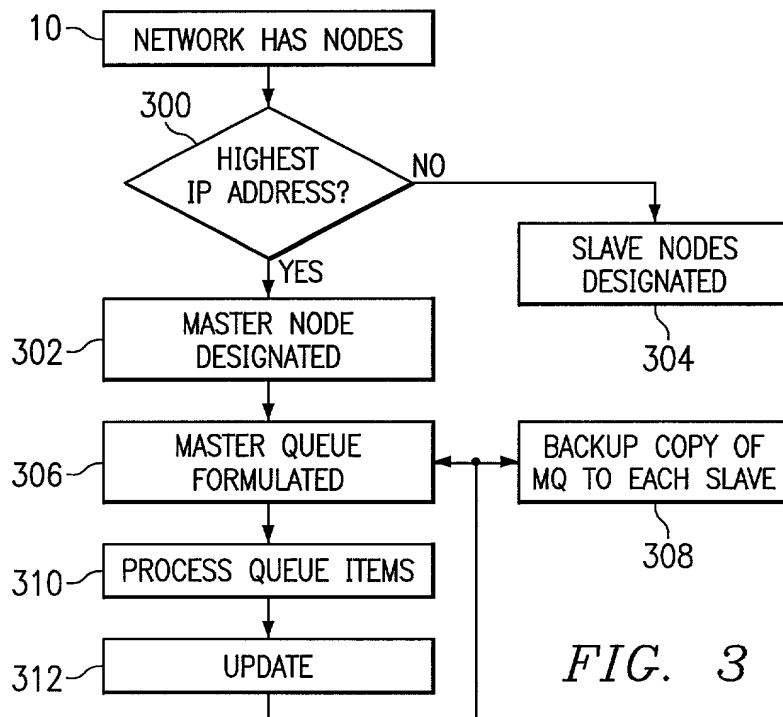 10
NETWORK HAS NODES
300
HIGHEST
IP ADDRESS?
NO
YES
SLAVE NODES
DESIGNATED
304
302
MASTER NODE
DESIGNATED
306
MASTER QUEUE
FORMULATED
BACKUP COPY OF
MQ TO EACH SLAVE
308
310
PROCESS QUEUE ITEMS
312
UPDATE
FIG. 3